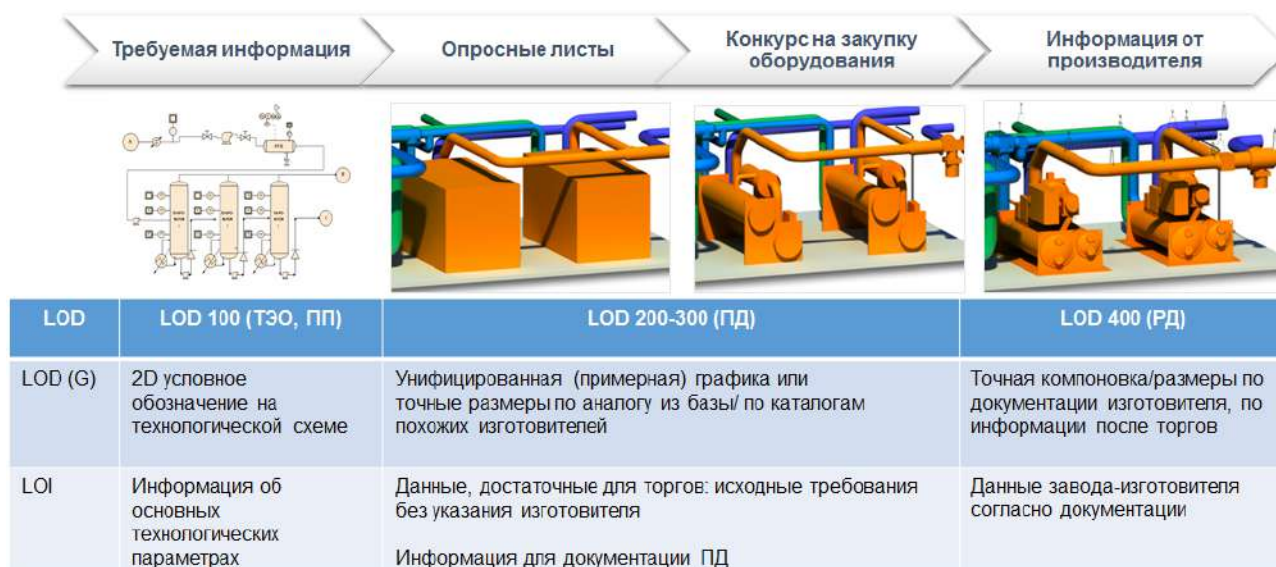 Требуемая информация
Опросные листы
Конкурс на закупку
оборудования
Информация от
производителя
LOD
LOD 100 (ТЭО, ПП)
LOD 200-300 (ПД)
LOD 400 (РД)
LOD (G)
2D условное
обозначение на
технологической схеме
Унифицированная (примерная) графика или
точные размеры по аналогу из базы/ по каталогам
похожих изготовителей
Точная компоновка/размеры по
документации изготовителя, по
информации после торгов
LOI
Информация об
основных
технологических
параметрах
Данные, достаточные для торгов: исходные требования
без указания изготовителя
Информация для документации ПД
Данные завода-изготовителя
согласно документации